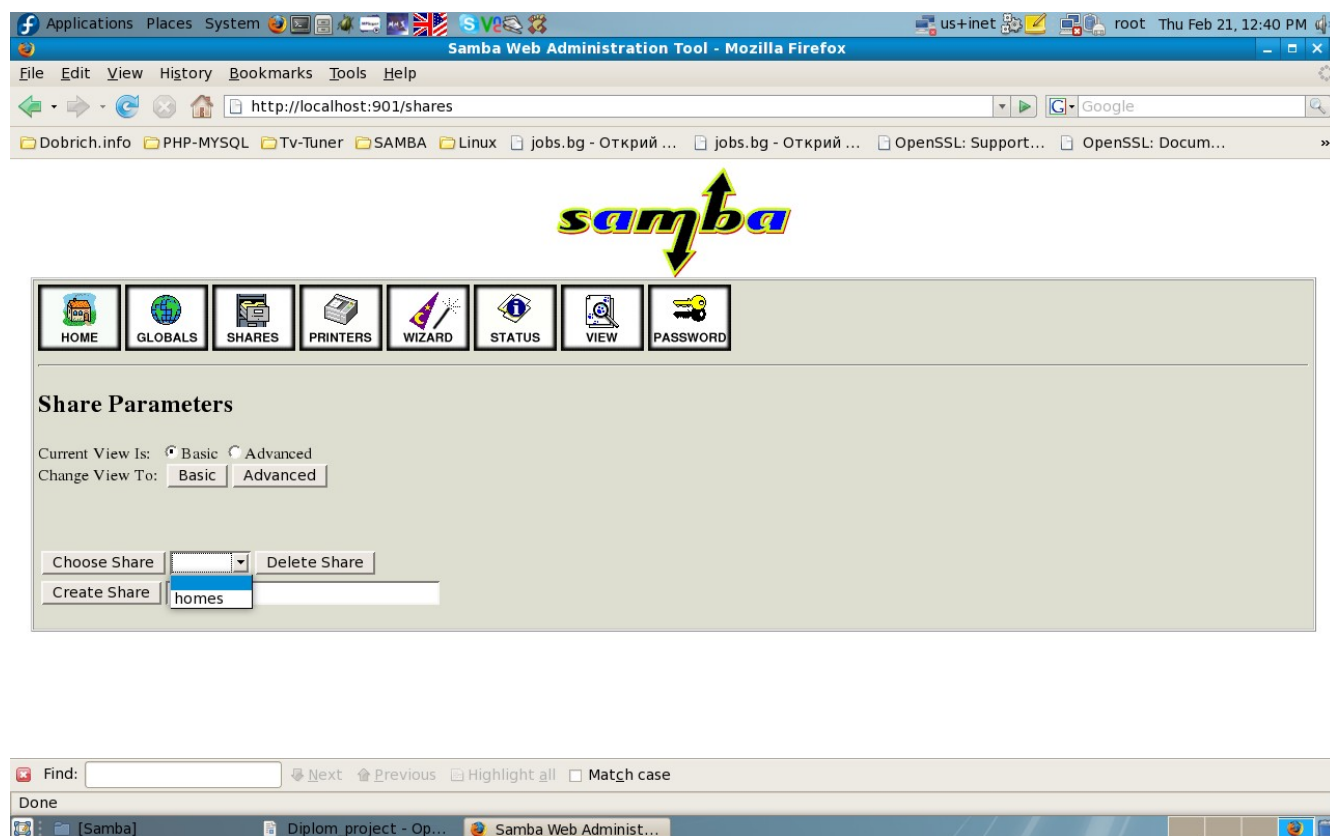 Applications Places System us+inet root Thu Feb 21, 12:40 PM
Samba Web Administration Tool - Mozilla Firefox
File Edit View History Bookmarks Tools Help
http://localhost:901/shares G Google
Dobrich.info PHP-MYSQL Tv-Tuner SAMBA Linux jobs.bg - Открий ... jobs.bg - Открий ... OpenSSL: Support... OpenSSL: Docum... »
samba
HOME GLOBALS SHARES PRINTERS WIZARD STATUS VIEW PASSWORD
Share Parameters
Current View Is: Basic Advanced
Change View To: Basic Advanced
Choose Share Delete Share
Create Share
homes
Find: Next Previous Highlight all Match case
Done
[Samba] Diplom project - Op... Samba Web Administ...